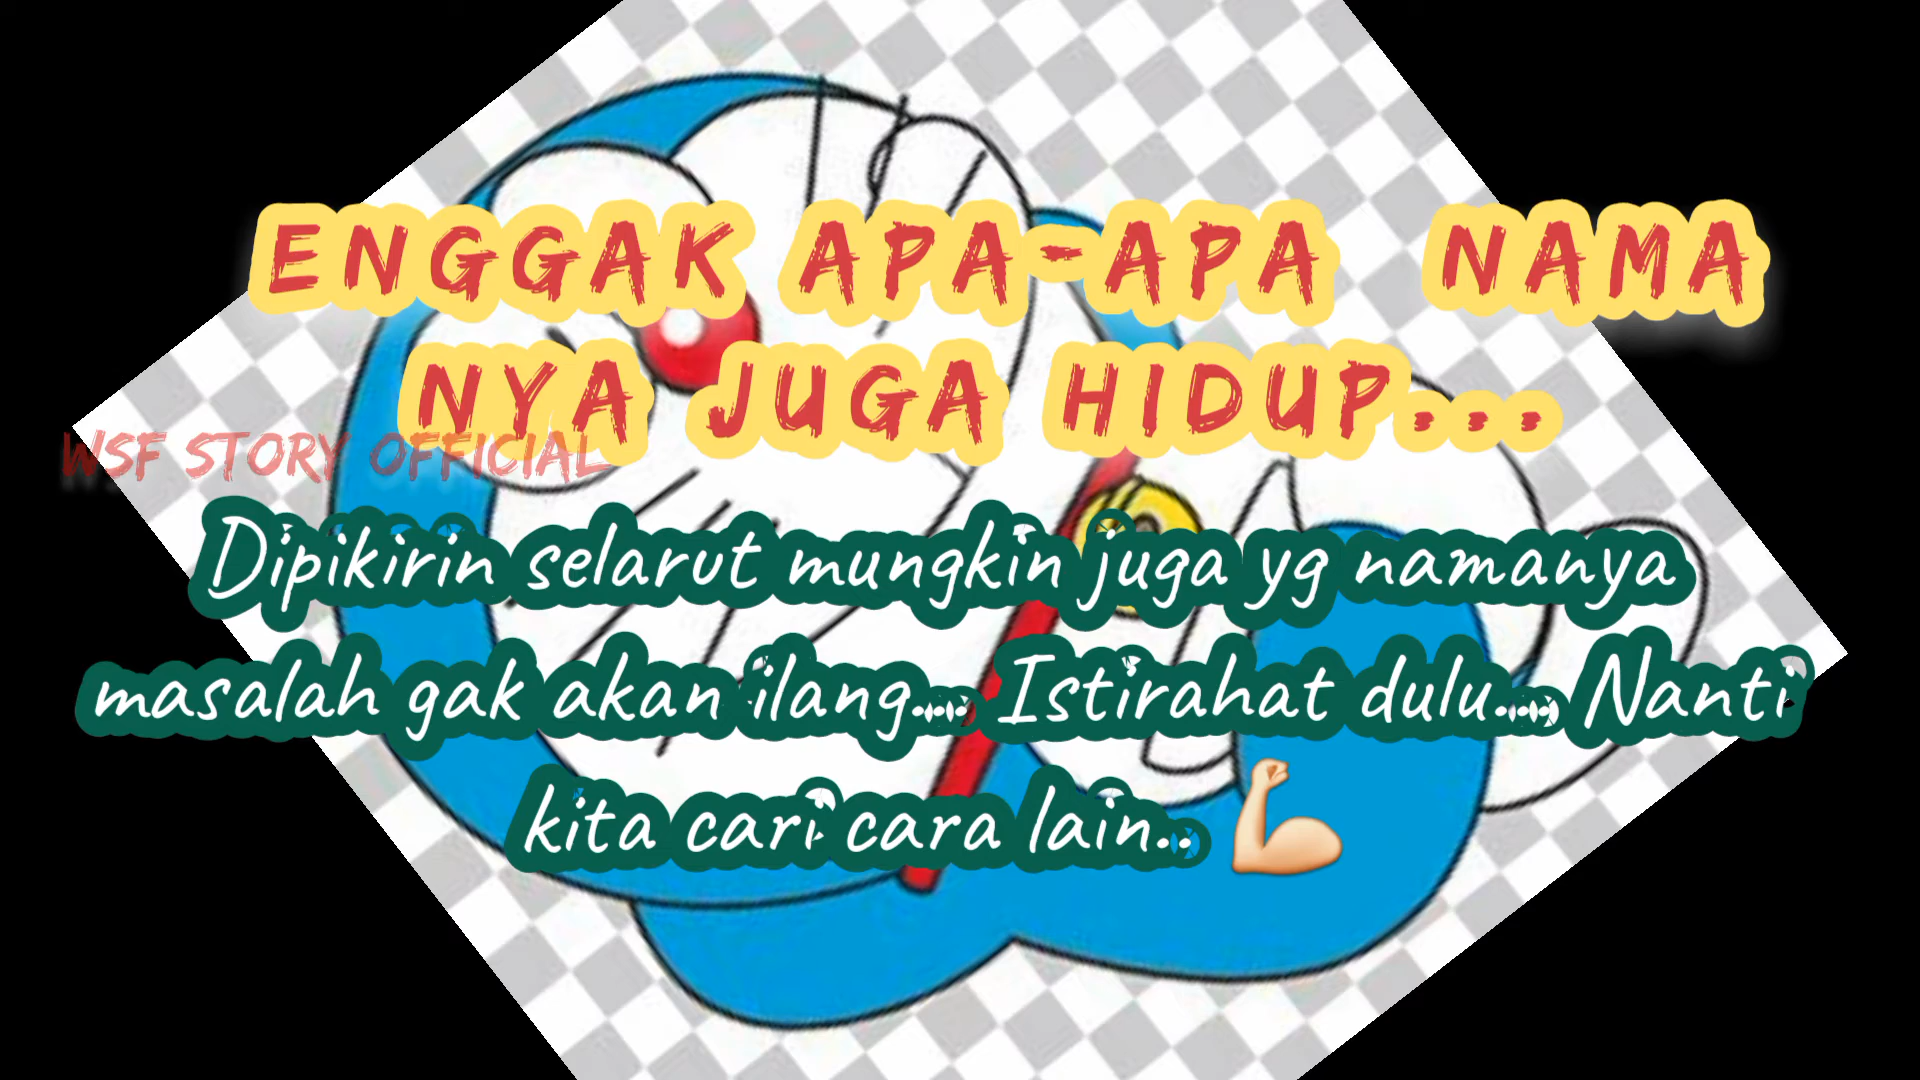 ENGGAK APA-APA NAMA
NYA JUGA HIDUP...
WSF STORY OFFICIAL
Dipikirin selarut mungkin juga yg namanya
masalah gak akan ilang... Istirahat dulu... Nanti
kita cari cara lain.. 💪🏻